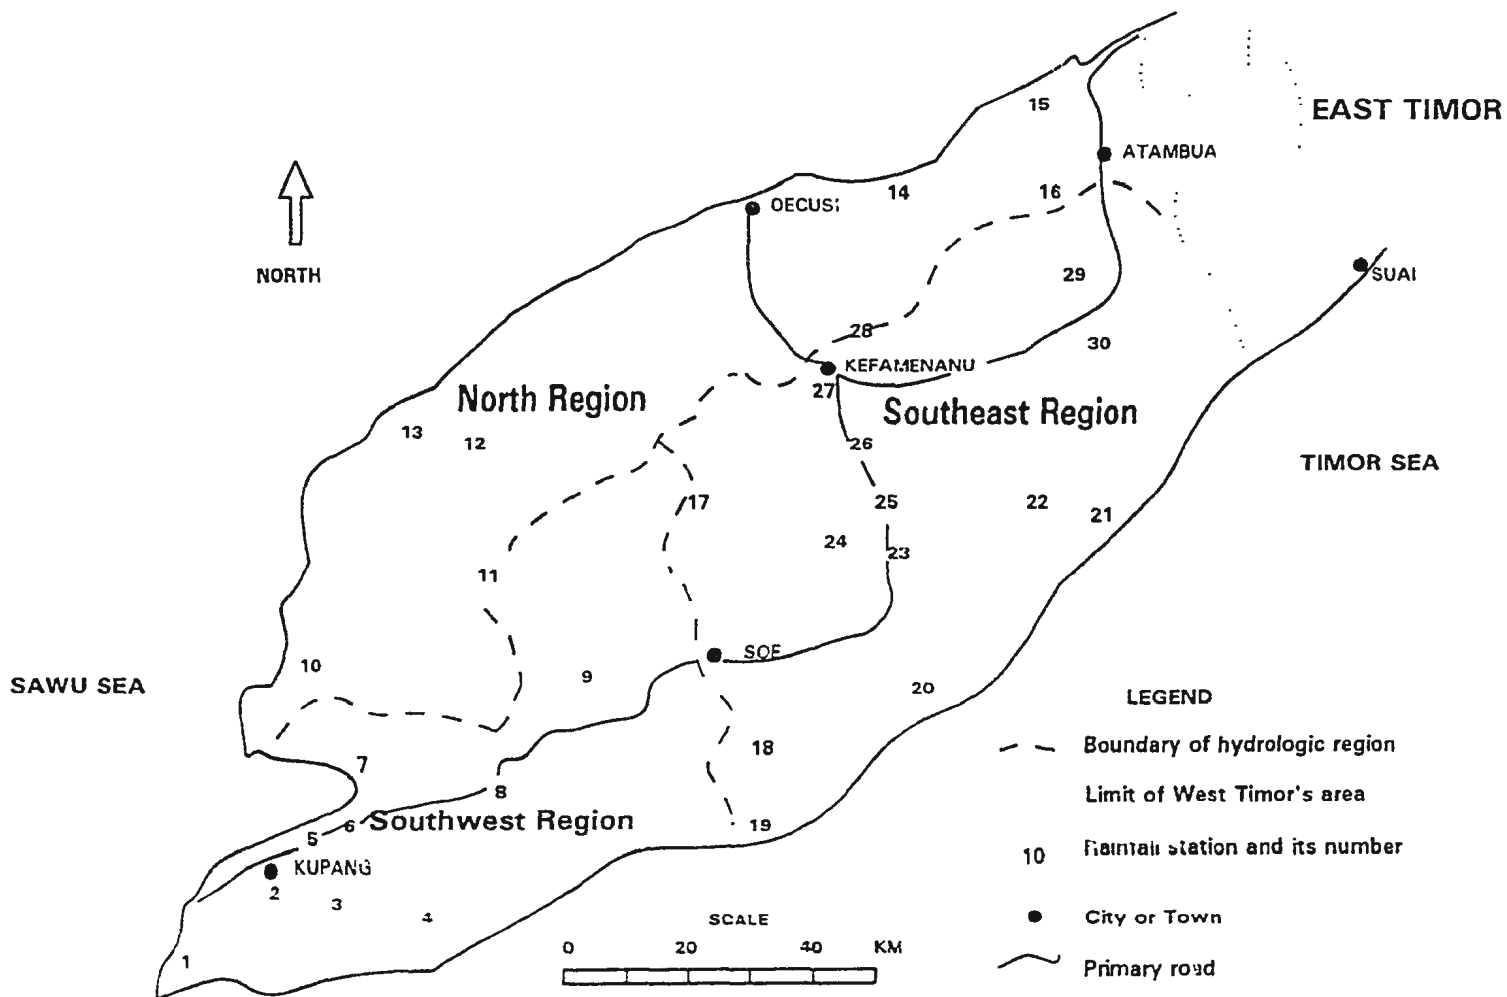 15
EAST TIMOR
ATAMBUA
14
16
OECUSI
NORTH
29
SUAI
28
30
KEFAMENANU
27
North Region
Southeast Region
13
12
26
TIMOR SEA
17
25
22
21
24
23
11
SOE
10
9
SAWU SEA
20
LEGEND
18
Boundary of hydrologic region
7
8
Limit of West Timor's area
5
6
Southwest Region
19
10
Rainfall station and its number
KUPANG
2
3
4
SCALE
City or Town
0
20
40
KM
1
Primary road